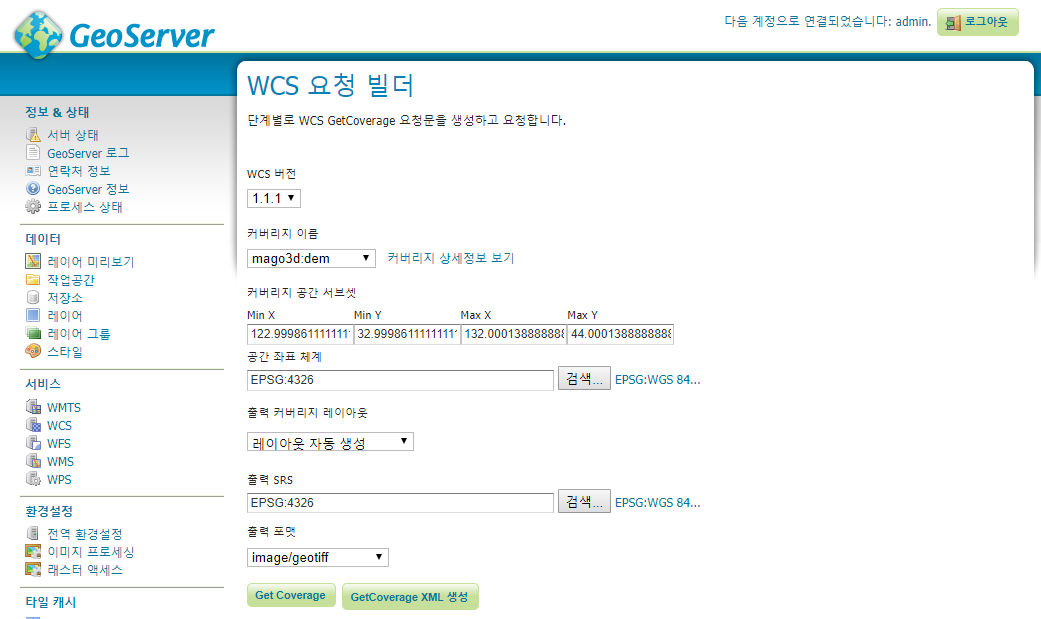 GeoServer
다음 계정으로 연결되었습니다: admin.
로그아웃
정보 & 상태
서버 상태
GeoServer 로그
연락처 정보
GeoServer 정보
프로세스 상태
데이터
레이어 미리보기
작업공간
저장소
레이어
레이어 그룹
스타일
서비스
WMTS
WCS
WFS
WMS
WPS
환경설정
전역 환경설정
이미지 프로세싱
래스터 액세스
타일 캐시
WCS 요청 빌더
단계별로 WCS GetCoverage 요청문을 생성하고 요청합니다.
WCS 버전
1.1.1
커버리지 이름
mago3d:dem 커버리지 상세정보 보기
커버리지 공간 서브셋
Min X Min Y Max X Max Y
122.99986111111 32.9998611111111 132.000138888888 44.0001388888888
공간 좌표 체계
EPSG:4326 검색... EPSG:WGS 84...
출력 커버리지 레이아웃
레이아웃 자동 생성
출력 SRS
EPSG:4326 검색... EPSG:WGS 84...
출력 포맷
image/geotiff
Get Coverage GetCoverage XML 생성